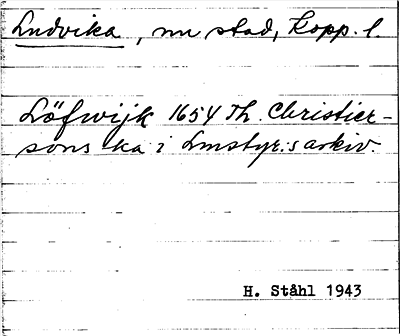 Ludvika, nu stad, Kopp. l.
Löfwijk 1654 Th. Christier-
sons ka i Lmstyr:s arkiv.
H. Ståhl 1943